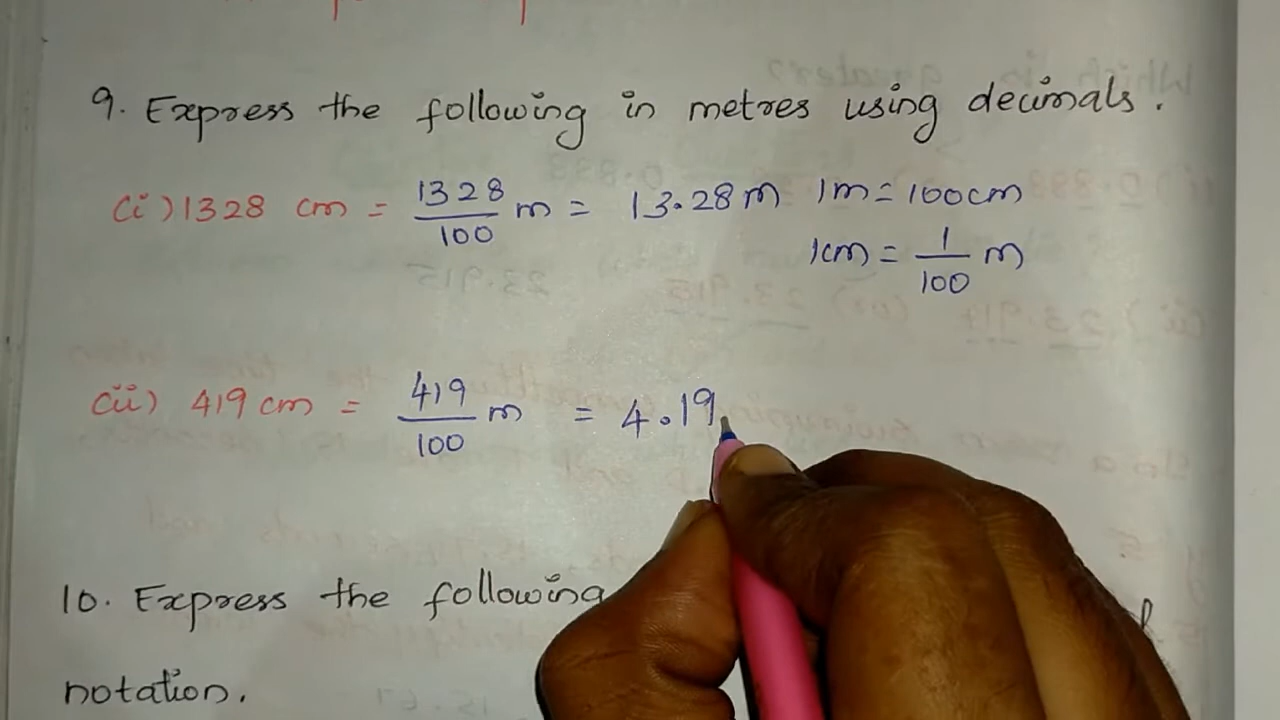 9. Express the following in metres using decimals.
(i) 1328 cm = 1328/100 m = 13.28 m 1m = 100cm
1cm = 1/100 m
(ii) 419 cm = 419/100 m = 4.19
10. Express the following
notation.